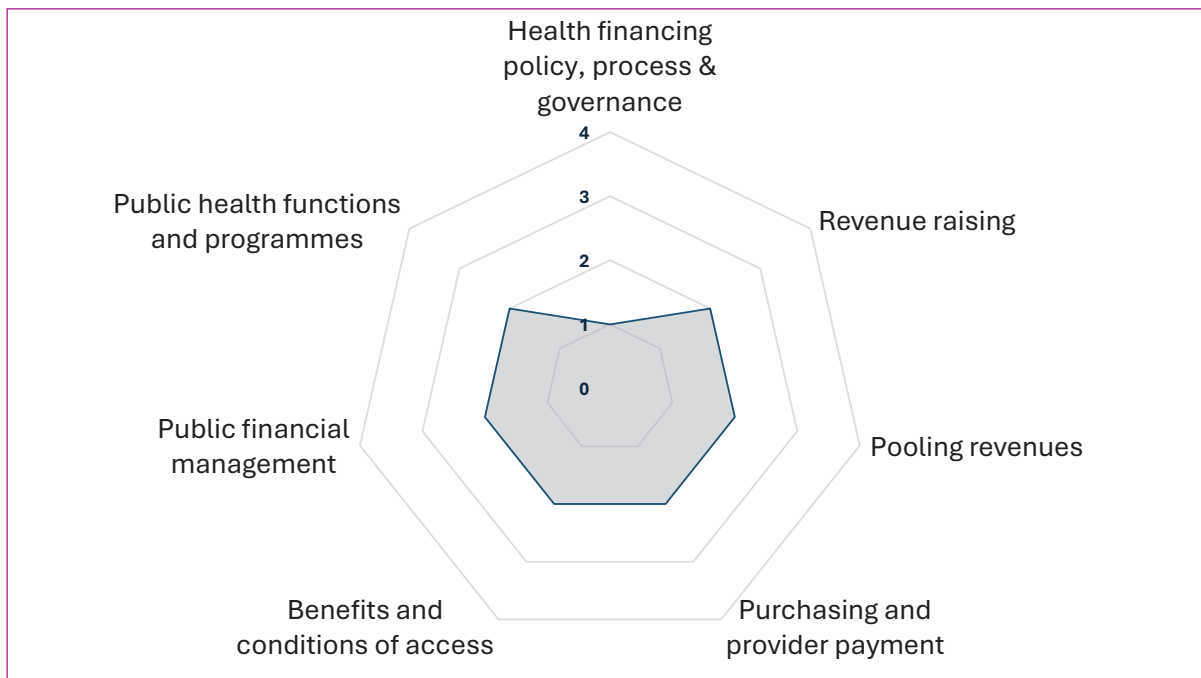 Health financing
policy, process &
governance
4
3
2
1
0
Revenue raising
Pooling revenues
Purchasing and
provider payment
Benefits and
conditions of access
Public financial
management
Public health functions
and programmes